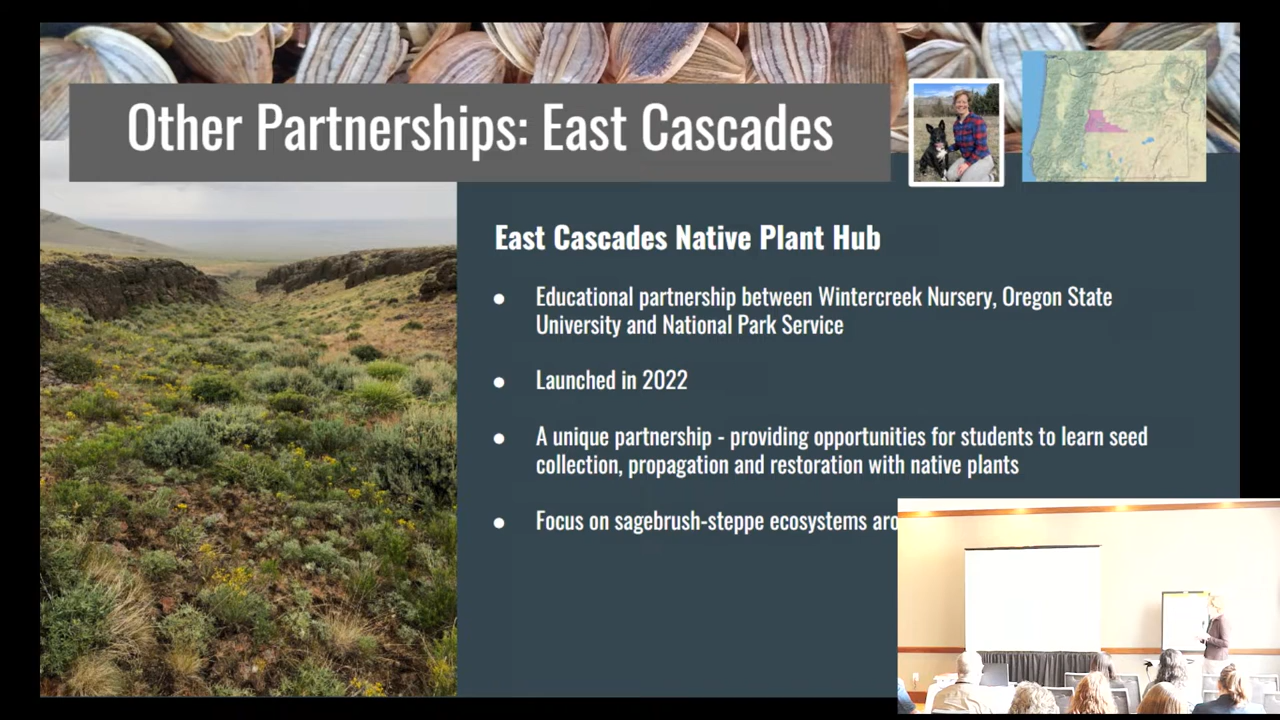 Other Partnerships: East Cascades
East Cascades Native Plant Hub
● Educational partnership between Wintercreek Nursery, Oregon State
University and National Park Service
● Launched in 2022
● A unique partnership - providing opportunities for students to learn seed
collection, propagation and restoration with native plants
● Focus on sagebrush-steppe ecosystems